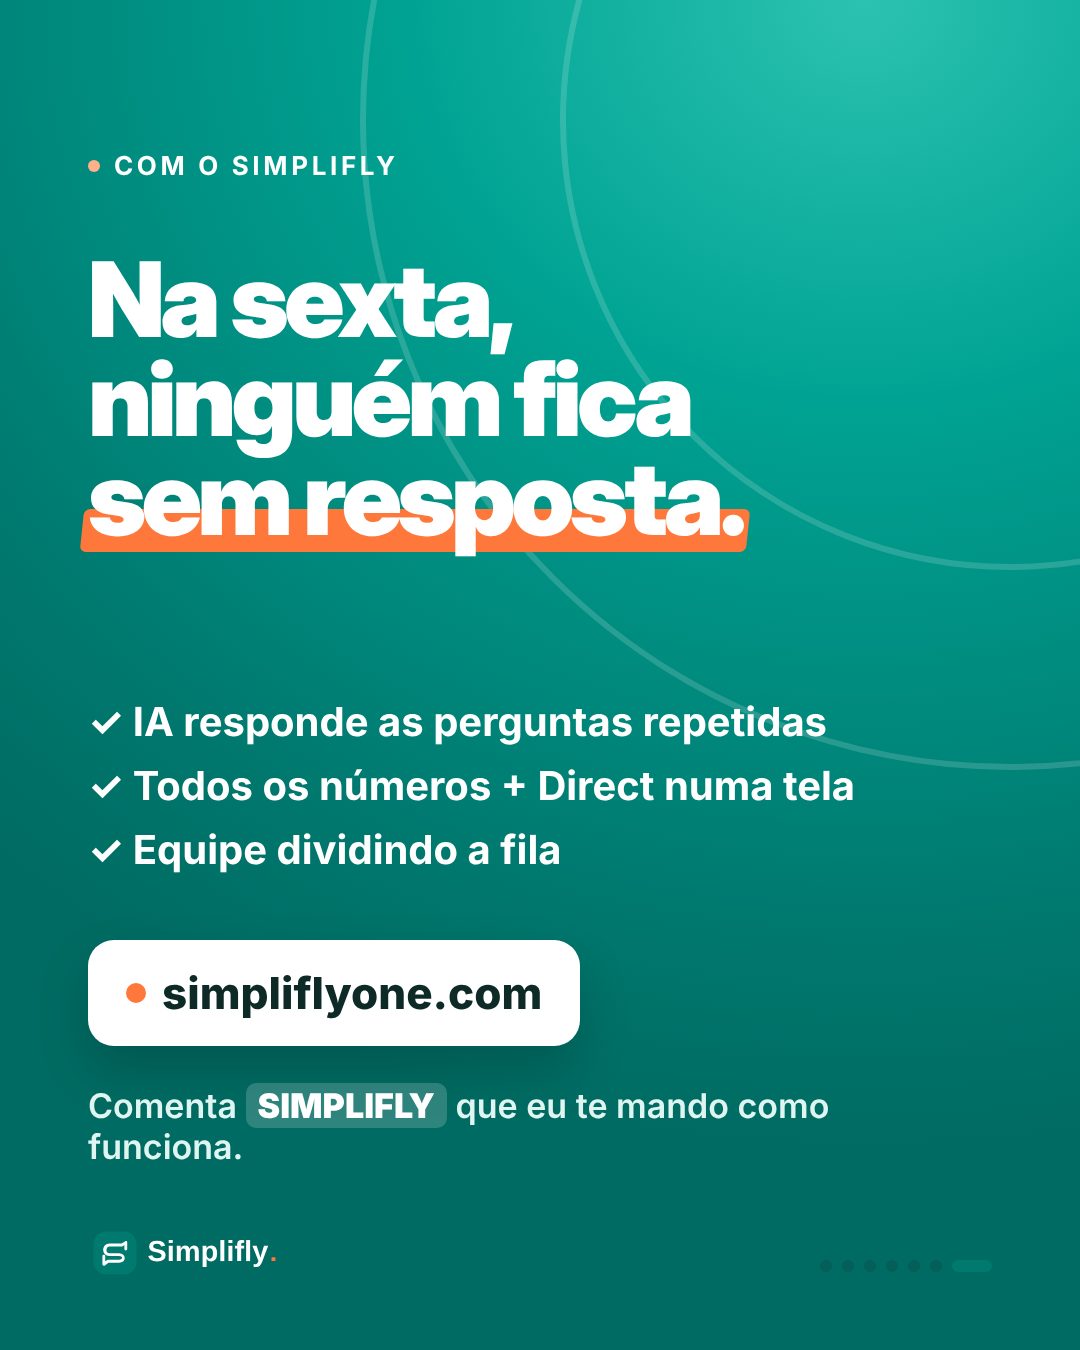 COM O SIMPLIFLY
Na sexta,
ninguém fica
sem resposta.
✓ IA responde as perguntas repetidas
✓ Todos os números + Direct numa tela
✓ Equipe dividindo a fila
simpliflyone.com
Comenta SIMPLIFLY que eu te mando como
funciona.
Simplifly.